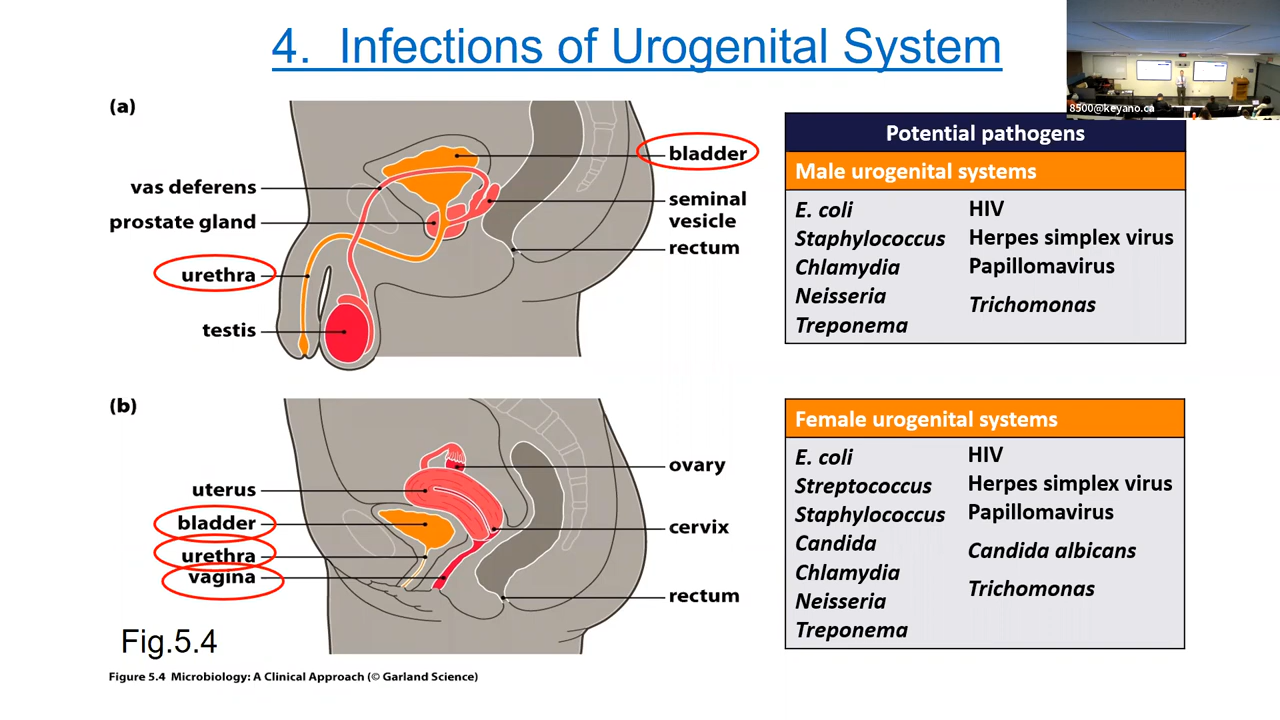 4. Infections of Urogenital System
8500@keyano.ca
(a)
bladder
vas deferens
seminal
vesicle
prostate gland
rectum
urethra
testis
Potential pathogens
Male urogenital systems
E. coli
Staphylococcus
Chlamydia
Neisseria
Treponema
HIV
Herpes simplex virus
Papillomavirus
Trichomonas
(b)
ovary
uterus
bladder
cervix
urethra
vagina
rectum
Female urogenital systems
E. coli
Streptococcus
Staphylococcus
Candida
Chlamydia
Neisseria
Treponema
HIV
Herpes simplex virus
Papillomavirus
Candida albicans
Trichomonas
Fig.5.4
Figure 5.4 Microbiology: A Clinical Approach (© Garland Science)